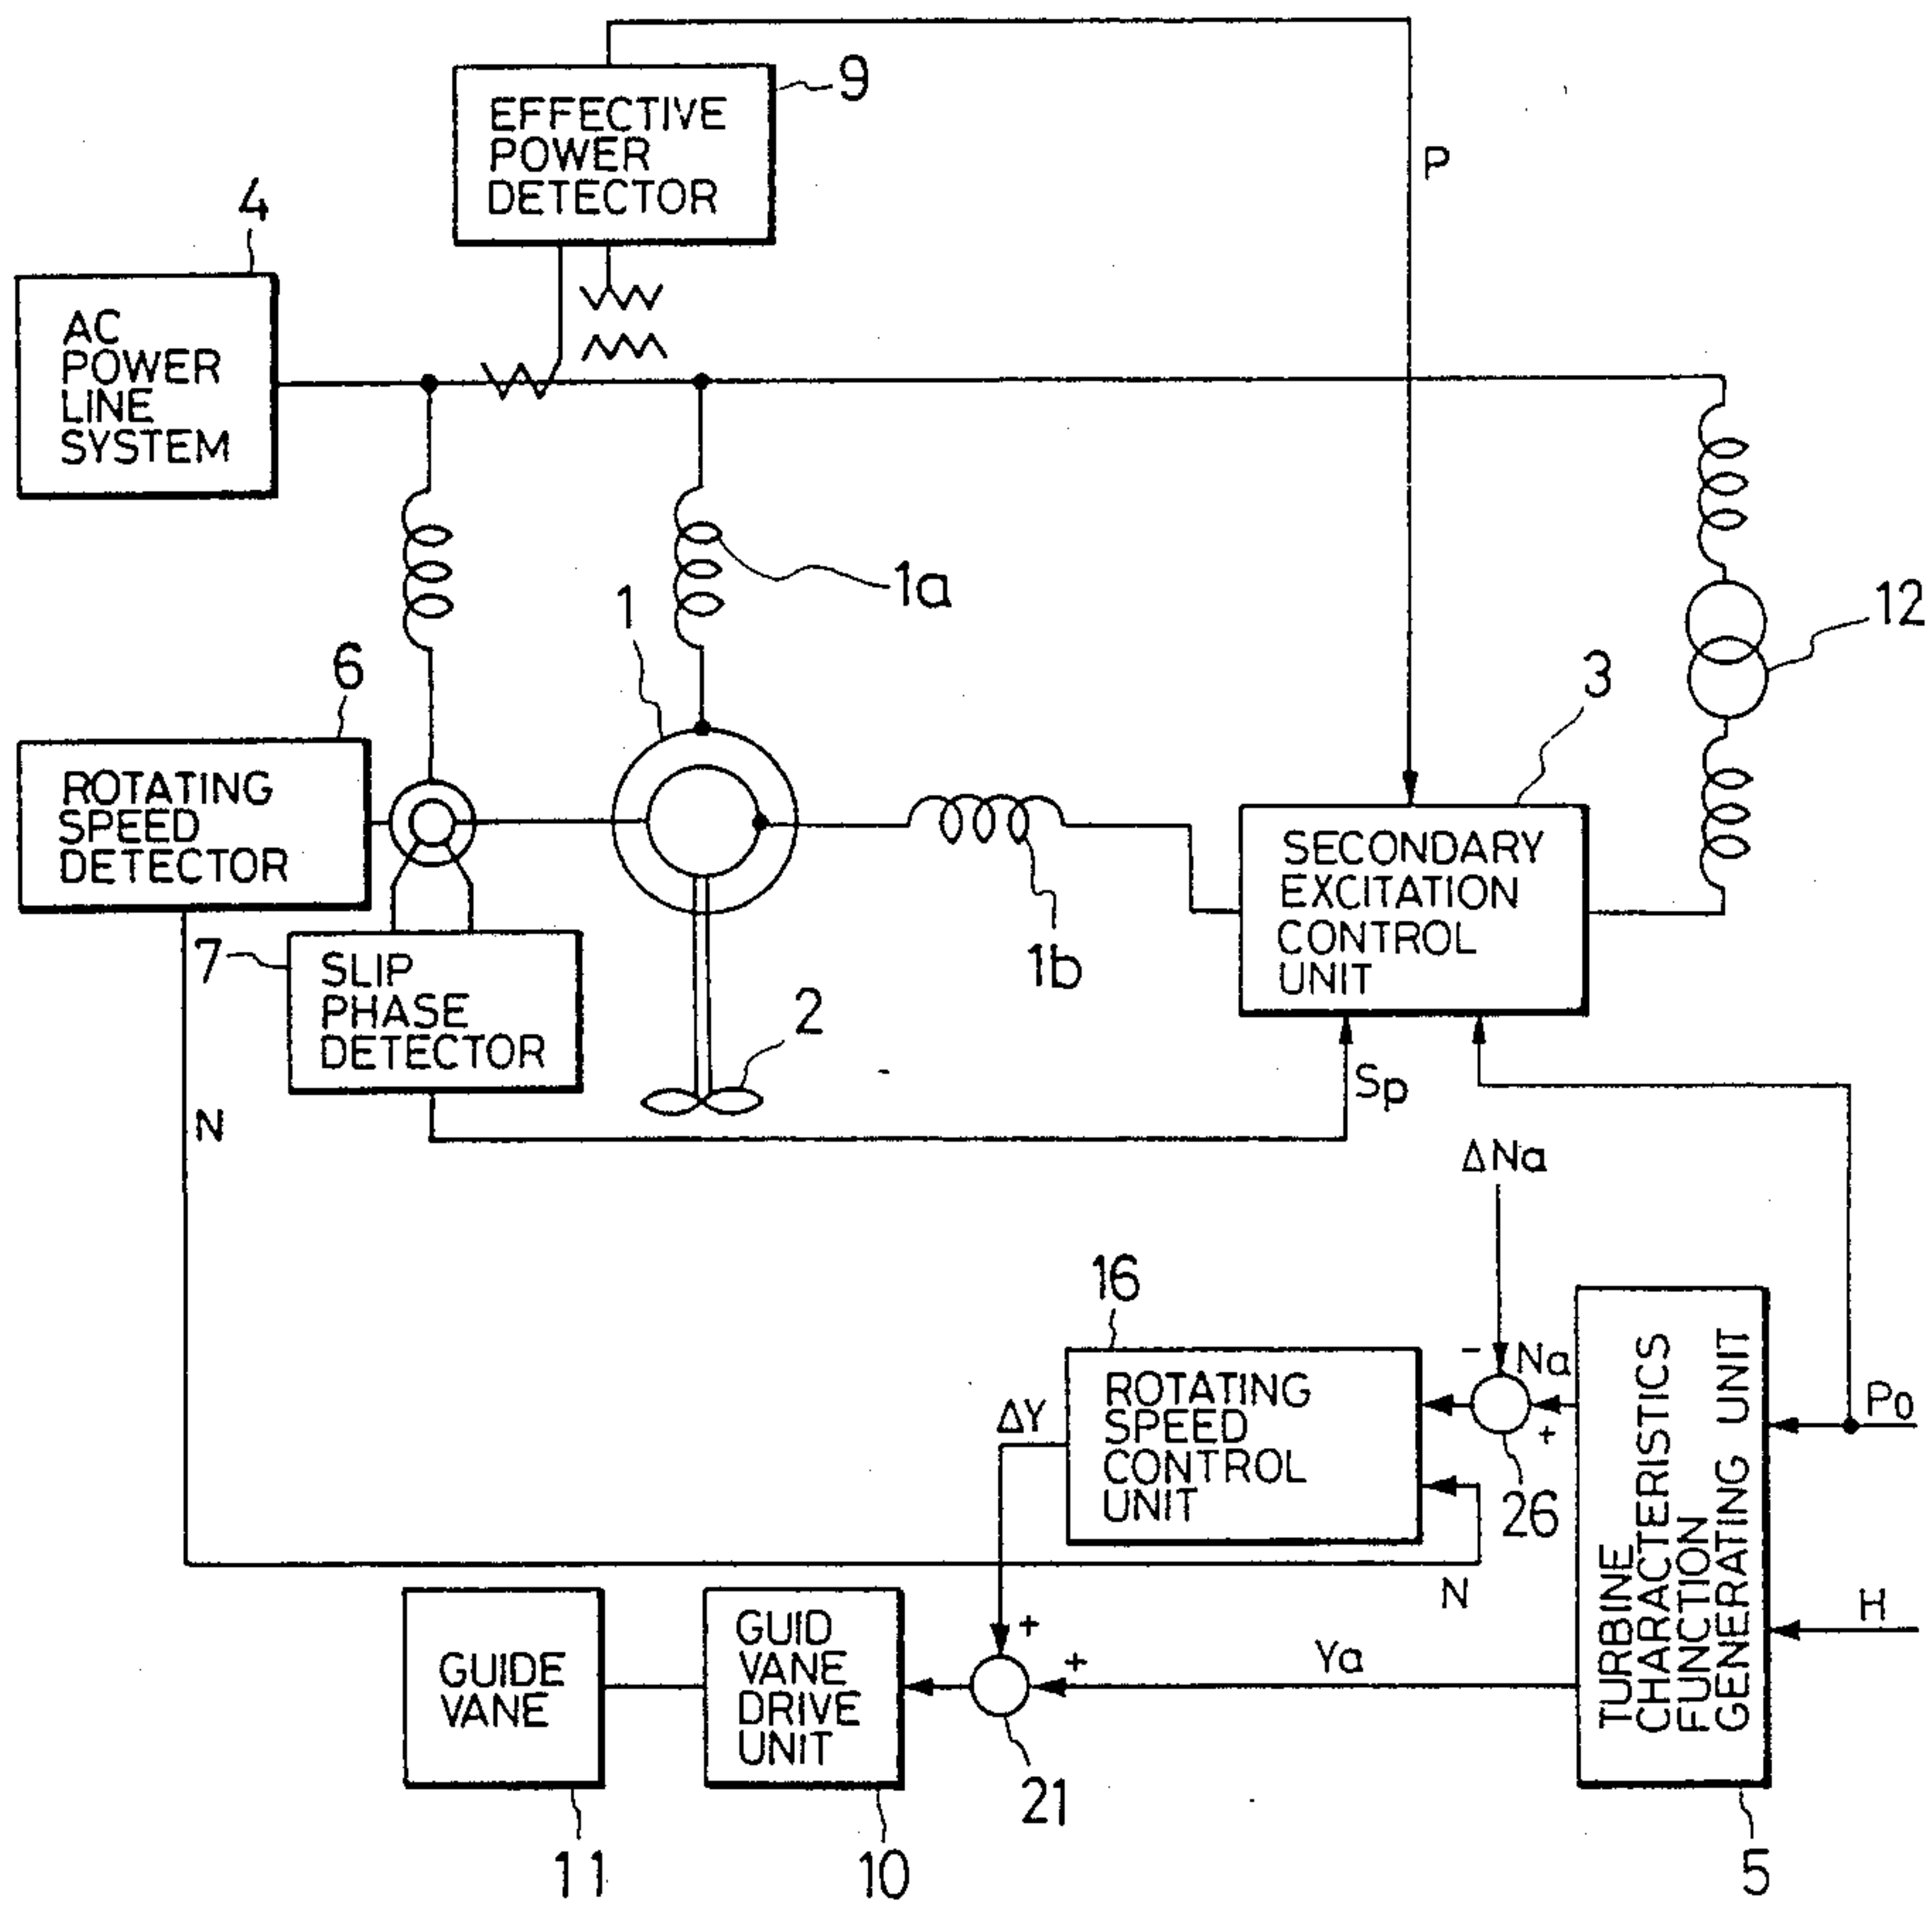 9
EFFECTIVE
POWER
DETECTOR
P
4
AC
POWER
LINE
SYSTEM
1a
1
12
6
3
ROTATING
SPEED
DETECTOR
SECONDARY
EXCITATION
CONTROL
UNIT
7
SLIP
PHASE
DETECTOR
1b
2
Sp
N
ΔNa
16
ROTATING
SPEED
CONTROL
UNIT
ΔY
-
Na
+
26
Po
TURBINE
CHARACTERISTICS
FUNCTION
GENERATING UNIT
N
H
GUIDE
VANE
GUID
VANE
DRIVE
UNIT
+
+
Ya
21
11
10
5